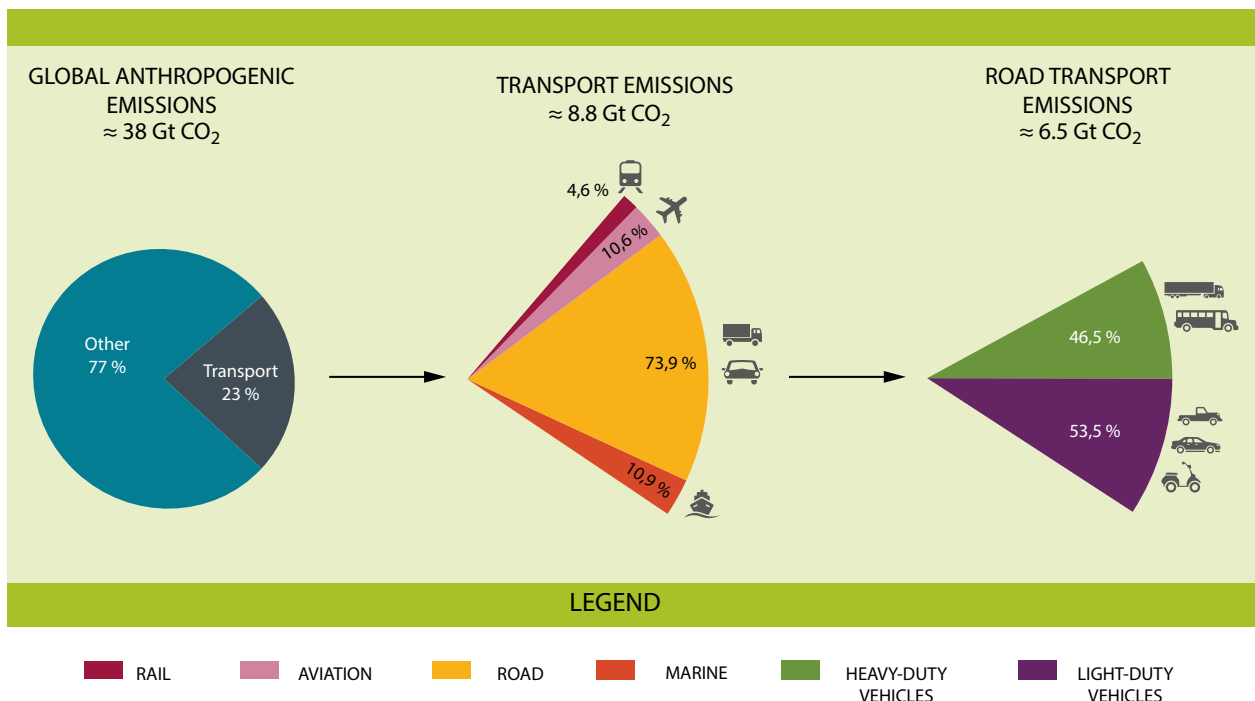 GLOBAL ANTHROPOGENIC
EMISSIONS
≈ 38 Gt CO₂
TRANSPORT EMISSIONS
≈ 8.8 Gt CO₂
ROAD TRANSPORT
EMISSIONS
≈ 6.5 Gt CO₂
Other
77 %
Transport
23 %
4,6 %
10,6 %
73,9 %
10,9 %
46,5 %
53,5 %
LEGEND
RAIL
AVIATION
ROAD
MARINE
HEAVY-DUTY
VEHICLES
LIGHT-DUTY
VEHICLES